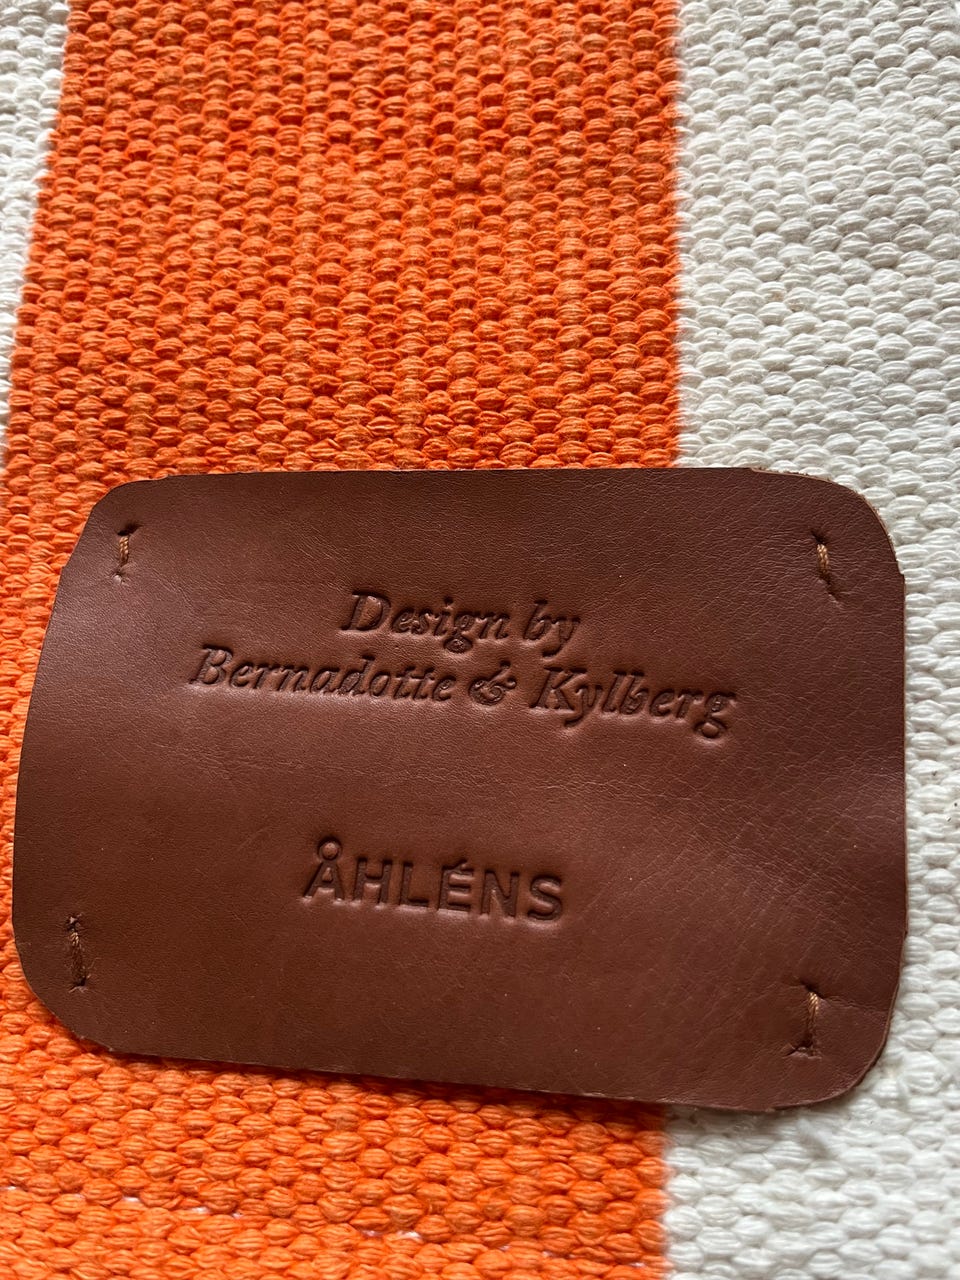 Design by
Bernadotte & Kylberg
ÅHLÉNS